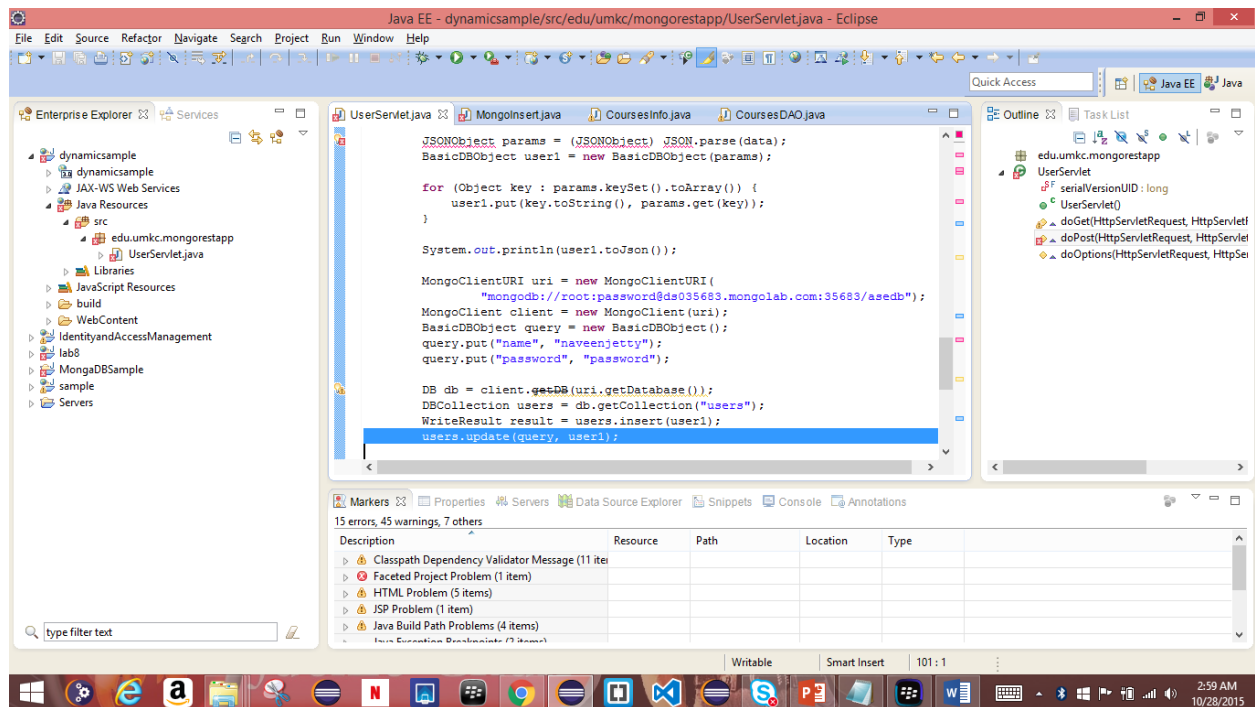 Java EE - dynamicsample/src/edu/umkc/mongorestapp/UserServlet.java - Eclipse
File Edit Source Refactor Navigate Search Project Run Window Help
Quick Access
Java EE
Java
Enterprise Explorer
Services
dynamicsample
dynamicsample
JAX-WS Web Services
Java Resources
src
edu.umkc.mongorestapp
UserServlet.java
Libraries
JavaScript Resources
build
WebContent
IdentityandAccessManagement
lab8
MongaDBSample
sample
Servers
type filter text
UserServlet.java
MongoInsert.java
CoursesInfo.java
CoursesDAO.java
JSONObject params = (JSONObject) JSON.parse(data);
BasicDBObject user1 = new BasicDBObject(params);
for (Object key : params.keySet().toArray()) {
user1.put(key.toString(), params.get(key));
}
System.out.println(user1.toJson());
MongoClientURI uri = new MongoClientURI(
"mongodb://root:password@ds035683.mongolab.com:35683/asedb");
MongoClient client = new MongoClient(uri);
BasicDBObject query = new BasicDBObject();
query.put("name", "naveenjetty");
query.put("password", "password");
DB db = client.getDB(uri.getDatabase());
DBCollection users = db.getCollection("users");
WriteResult result = users.insert(user1);
users.update(query, user1);
Outline
Task List
edu.umkc.mongorestapp
UserServlet
SF serialVersionUID : long
C UserServlet()
doGet(HttpServletRequest, HttpServletR
doPost(HttpServletRequest, HttpServlet
doOptions(HttpServletRequest, HttpSer
Markers
Properties
Servers
Data Source Explorer
Snippets
Console
Annotations
15 errors, 45 warnings, 7 others
Description Resource Path Location Type
Classpath Dependency Validator Message (11 iter
Faceted Project Problem (1 item)
HTML Problem (5 items)
JSP Problem (1 item)
Java Build Path Problems (4 items)
Java Exception Breakpoints (2 items)
Writable
Smart Insert
101 : 1
2:59 AM
10/28/2015